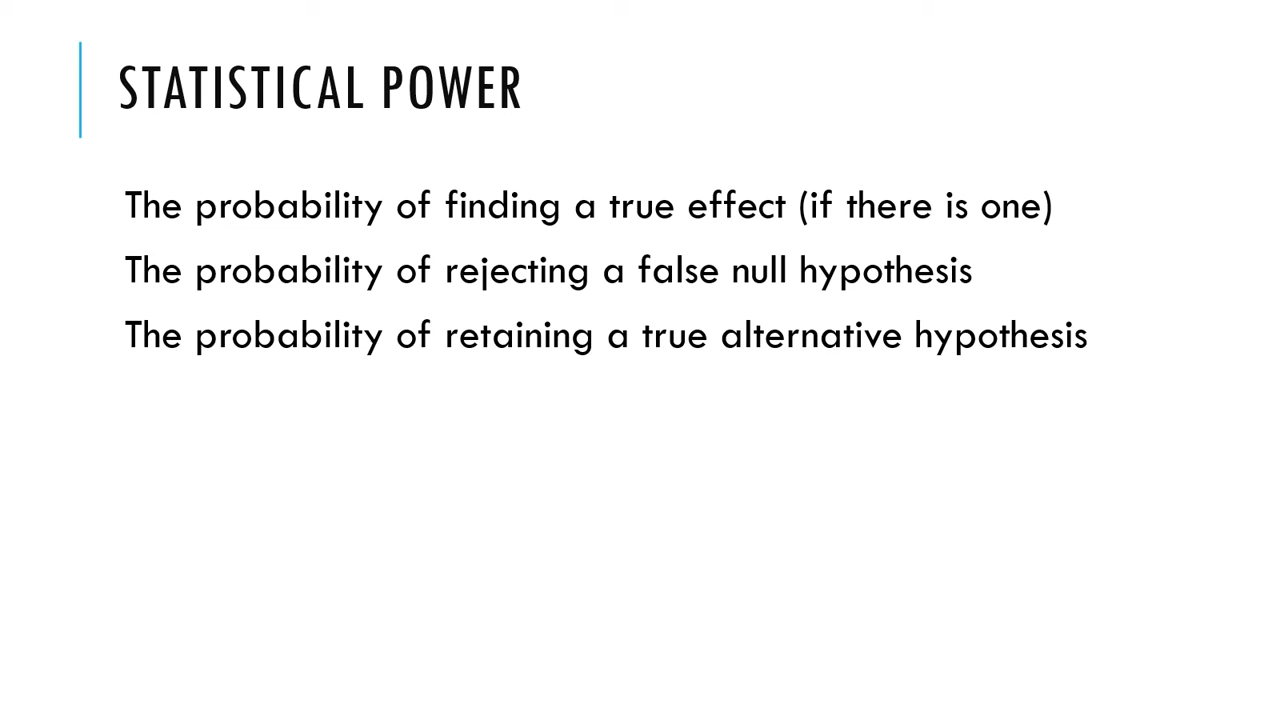 STATISTICAL POWER
The probability of finding a true effect (if there is one)
The probability of rejecting a false null hypothesis
The probability of retaining a true alternative hypothesis